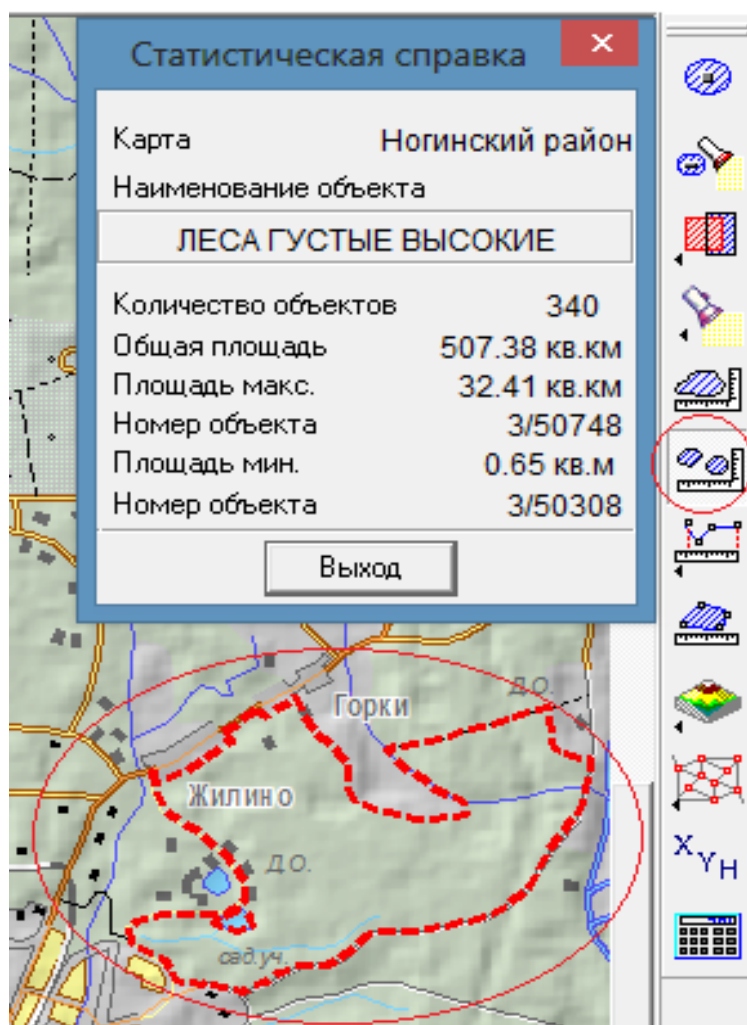 Статистическая справка
Карта Ногинский район
Наименование объекта
ЛЕСА ГУСТЫЕ ВЫСОКИЕ
Количество объектов 340
Общая площадь 507.38 кв.км
Площадь макс. 32.41 кв.км
Номер объекта 3/50748
Площадь мин. 0.65 кв.м
Номер объекта 3/50308
Выход
Д.О.
Горки
Жилино
Д.О.
сад.уч.
X Y H